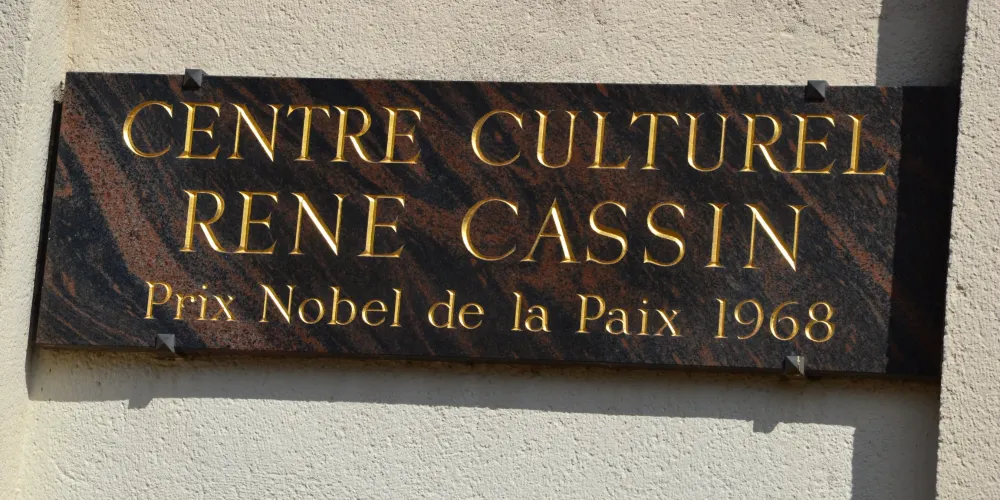 CENTRE CULTUREL
RENE CASSIN
Prix Nobel de la Paix 1968